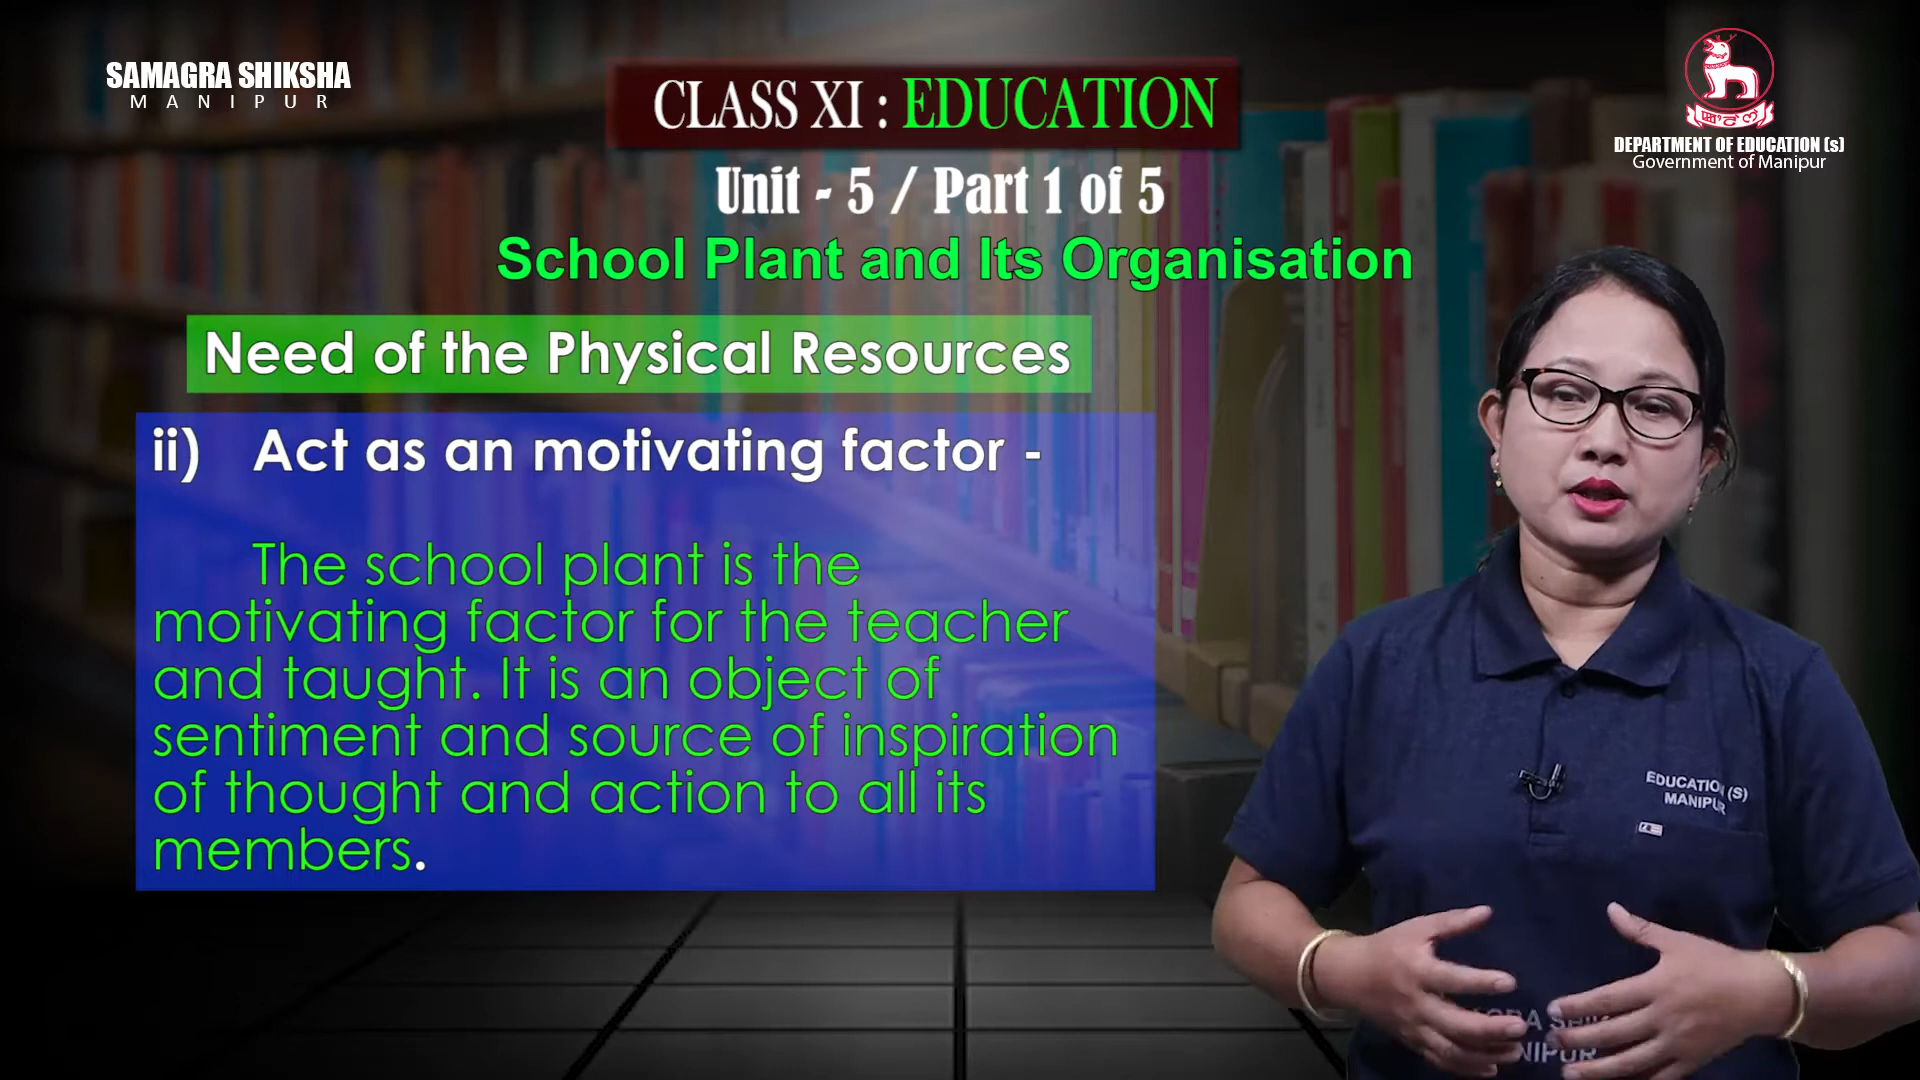 SAMAGRA SHIKSHA
MANIPUR
CLASS XI : EDUCATION
Unit - 5 / Part 1 of 5
School Plant and Its Organisation
DEPARTMENT OF EDUCATION (s)
Government of Manipur
Need of the Physical Resources
ii) Act as an motivating factor -
The school plant is the
motivating factor for the teacher
and taught. It is an object of
sentiment and source of inspiration
of thought and action to all its
members.
EDUCATION (S)
MANIPUR